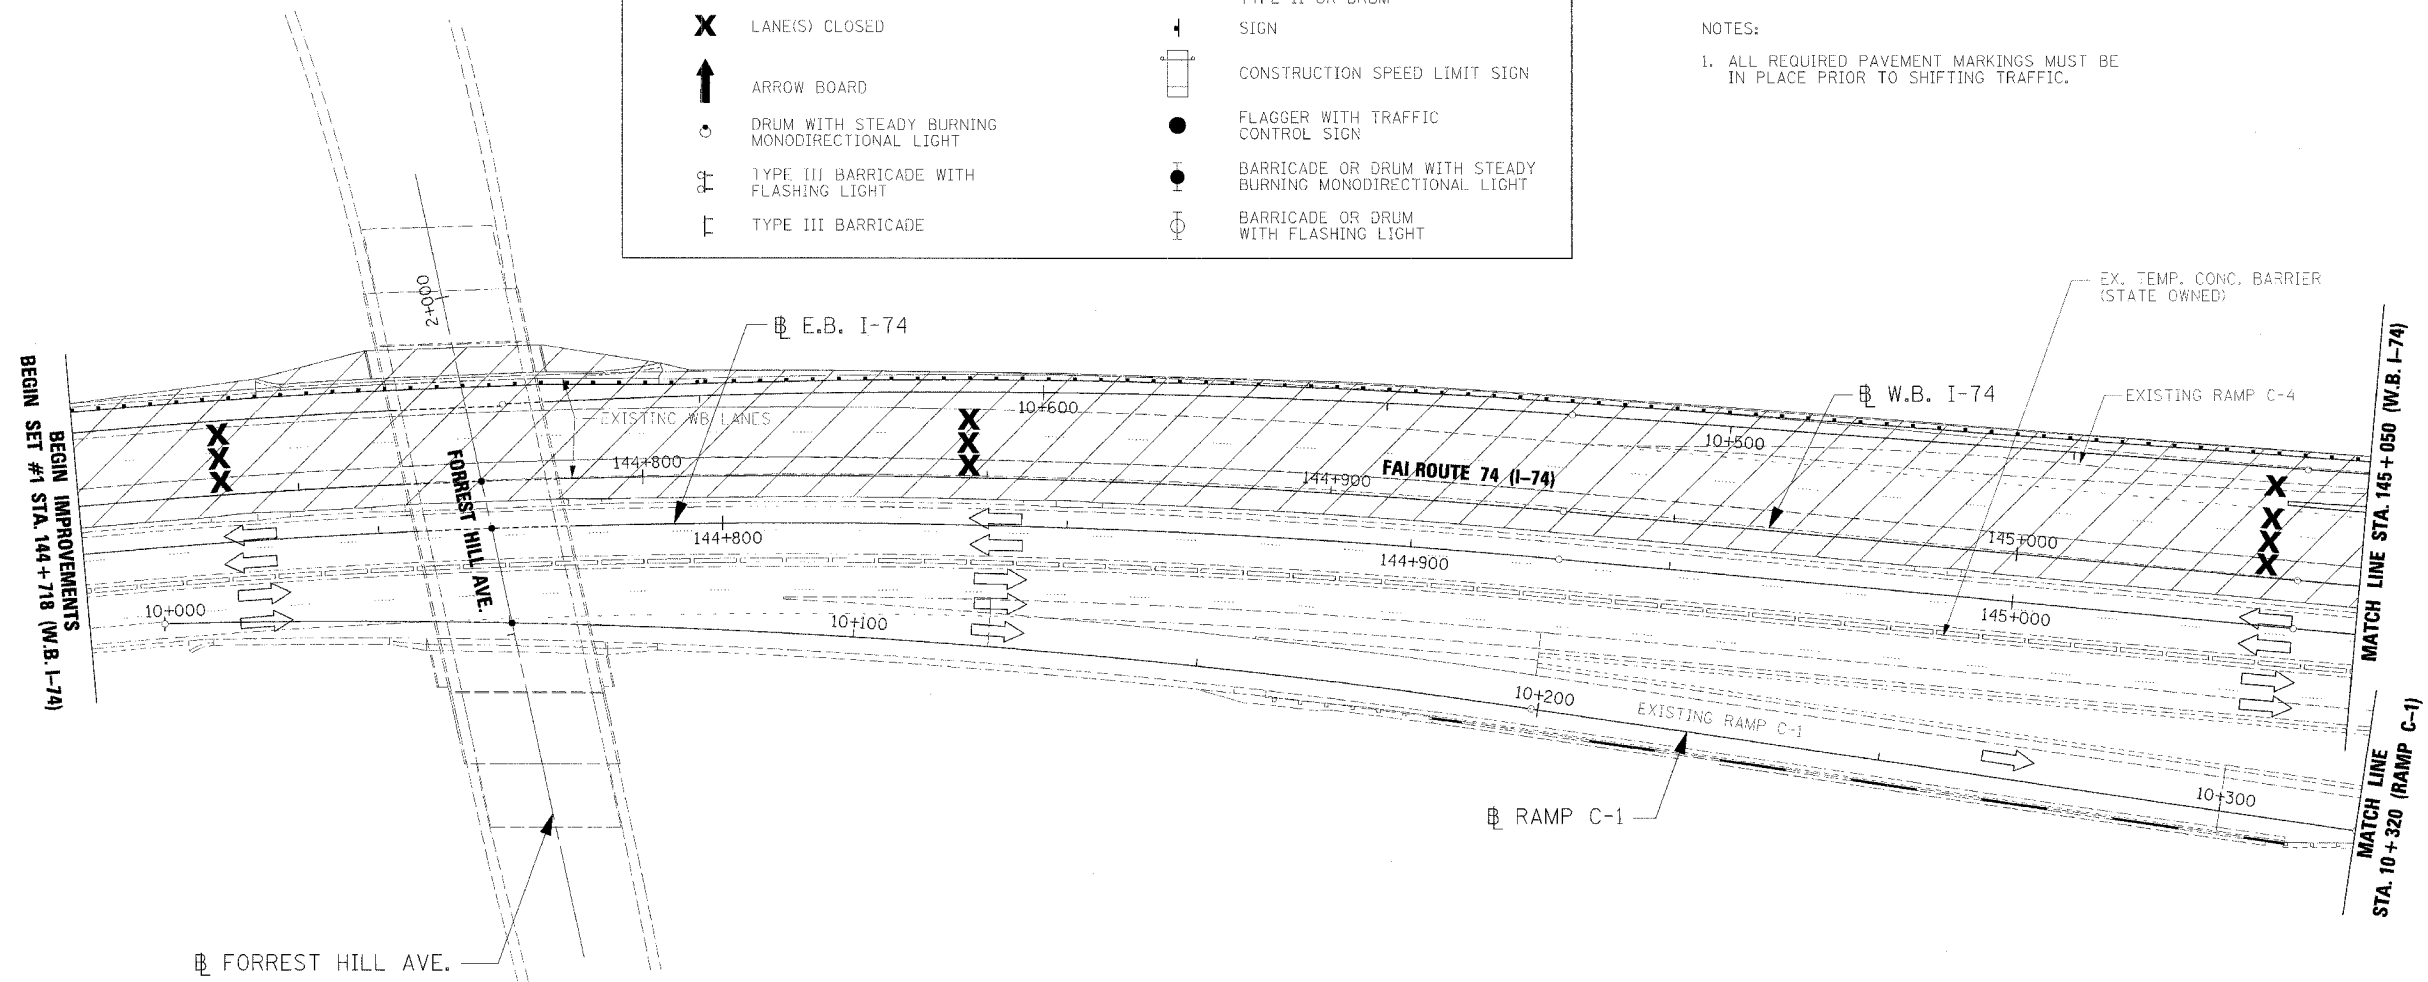 LANE(S) CLOSED
ARROW BOARD
DRUM WITH STEADY BURNING
MONODIRECTIONAL LIGHT
TYPE III BARRICADE WITH
FLASHING LIGHT
TYPE III BARRICADE
TYPE II OR DRUM
SIGN
CONSTRUCTION SPEED LIMIT SIGN
FLAGGER WITH TRAFFIC
CONTROL SIGN
BARRICADE OR DRUM WITH STEADY
BURNING MONODIRECTIONAL LIGHT
BARRICADE OR DRUM
WITH FLASHING LIGHT
NOTES:
1. ALL REQUIRED PAVEMENT MARKINGS MUST BE
IN PLACE PRIOR TO SHIFTING TRAFFIC.
2+000
EX. TEMP. CONC. BARRIER
(STATE OWNED)
E.B. I-74
W.B. I-74
EXISTING RAMP C-4
BEGIN IMPROVEMENTS
BEGIN SET #1 STA. 144+718 (W.B. I-74)
EXISTING WB LANES
10+600
10+500
144+800
144+900
FAI ROUTE 74 (I-74)
145+000
FORREST HILL AVE.
144+800
144+900
145+000
10+000
10+100
10+200
EXISTING RAMP C-1
10+300
MATCH LINE STA. 145+050 (W.B. I-74)
MATCH LINE
STA. 10+320 (RAMP C-1)
RAMP C-1
FORREST HILL AVE.